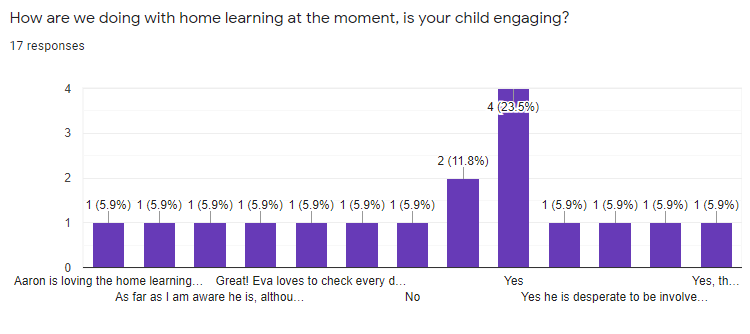 How are we doing with home learning at the moment, is your child engaging?
17 responses
4
3
2
1
0
1 (5.9%) 1 (5.9%) 1 (5.9%) 1 (5.9%) 1 (5.9%) 1 (5.9%) 1 (5.9%) 2 (11.8%) 4 (23.5%) 1 (5.9%) 1 (5.9%) 1 (5.9%) 1 (5.9%)
Aaron is loving the home learning… Great! Eva loves to check every d… Yes Yes, th…
As far as I am aware he is, althou… No Yes he is desperate to be involve…